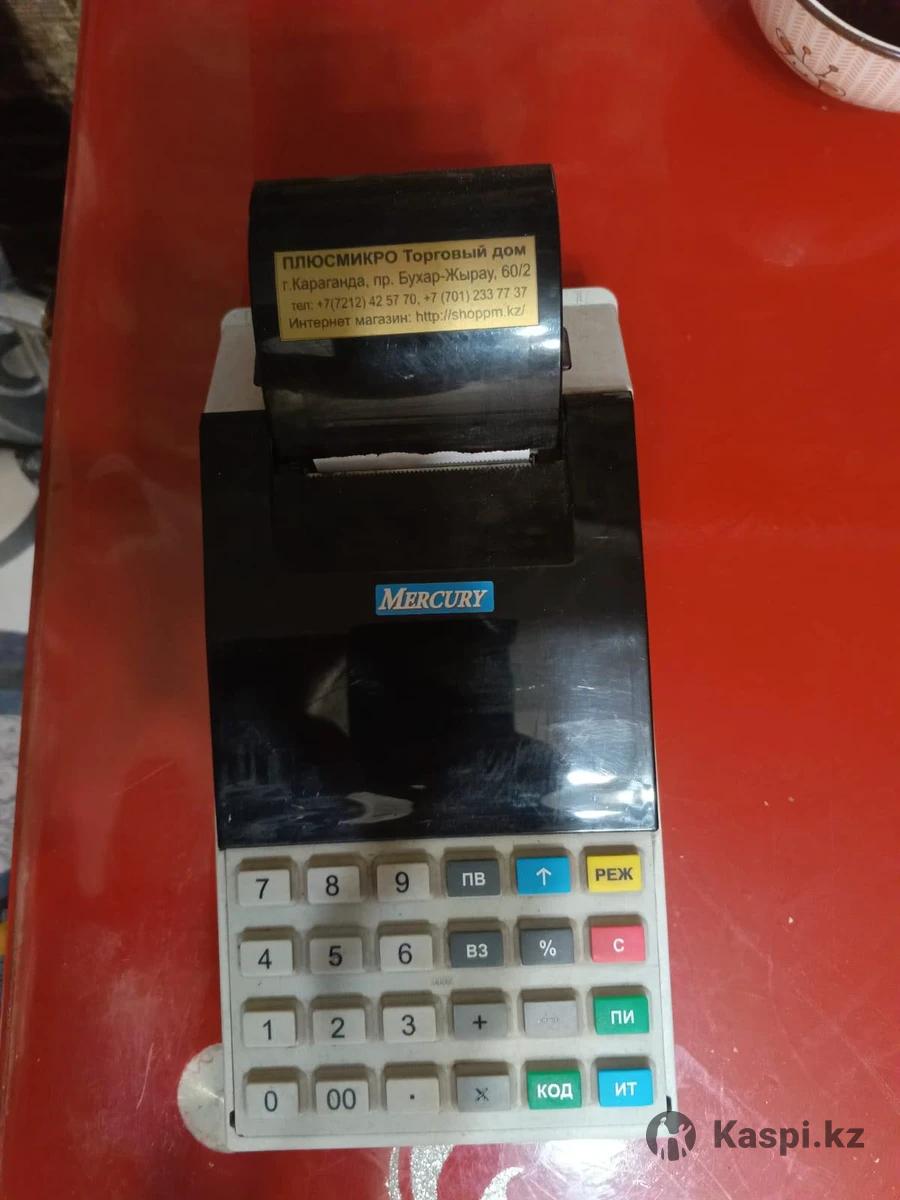 ПЛЮСМИКРО Торговый дом
г.Караганда, пр. Бухар-Жырау, 60/2
тел: +7(7212) 42 57 70, +7 (701) 233 77 37
Интернет магазин: http://shoppm.kz/
MERCURY
7 8 9 ПВ ↑ РЕЖ
4 5 6 ВЗ % С
1 2 3 + ПИ
0 00 . X КОД ИТ
Kaspi.kz